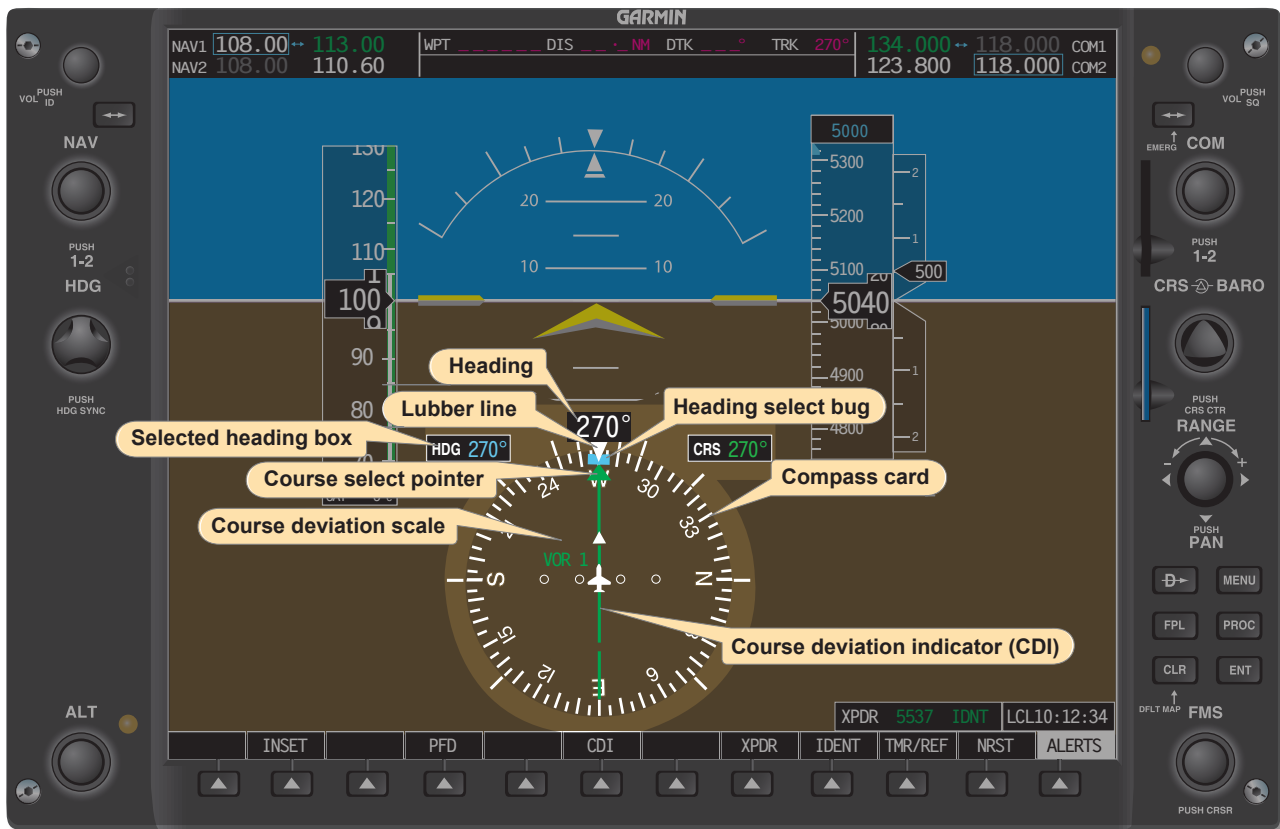 GARMIN
NAV1 108.00 ↔ 113.00
NAV2 108.00 110.60
WPT _ _ _ _ _ _ DIS _ _ . _ NM DTK _ _ _° TRK 270°
134.000 ↔ 118.000 COM1
123.800 118.000 COM2
VOL PUSH ID
NAV
PUSH
1-2
HDG
PUSH
HDG SYNC
ALT
130
120
110
100
90
80
20 20
10 10
5000
5300
5200
5100
20
5040
5000
4900
4800
2
1
500
1
2
Heading
Lubber line
Heading select bug
Selected heading box
Course select pointer
Compass card
Course deviation scale
Course deviation indicator (CDI)
270°
HDG 270°
CRS 270°
24
W
30
33
N
6
E
12
15
S
VOR 1
XPDR 5537 IDNT LCL10:12:34
INSET PFD CDI XPDR IDENT TMR/REF NRST ALERTS
VOL PUSH SQ
EMERG
COM
PUSH
1-2
CRS BARO
PUSH
CRS CTR
RANGE
- +
PUSH
PAN
D MENU
FPL PROC
CLR ENT
DFLT MAP
FMS
PUSH CRSR